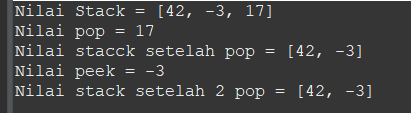 Nilai Stack = [42, -3, 17]
Nilai pop = 17
Nilai stacck setelah pop = [42, -3]
Nilai peek = -3
Nilai stack setelah 2 pop = [42, -3]